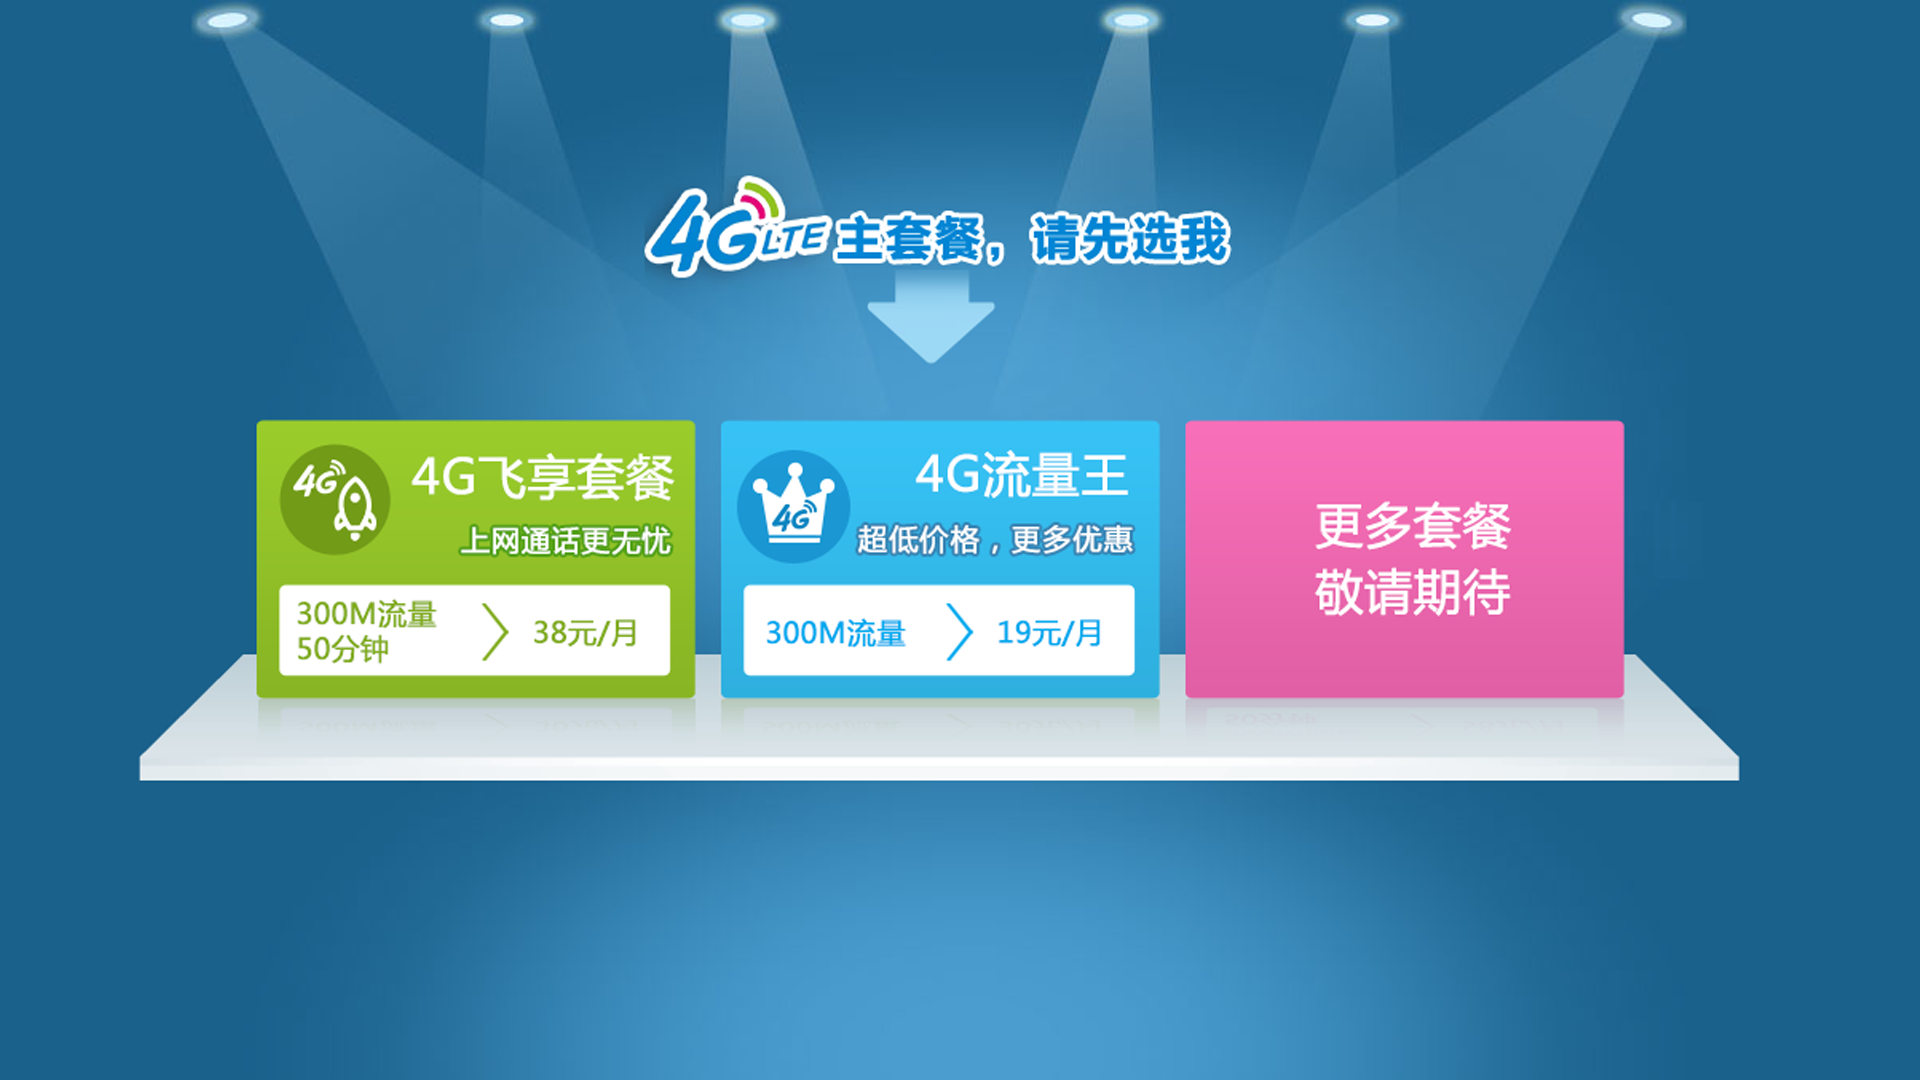 4G LTE 主套餐，请先选我
4G
4G飞享套餐
上网通话更无忧
300M流量
50分钟
38元/月
4G
4G流量王
超低价格，更多优惠
300M流量
19元/月
更多套餐
敬请期待